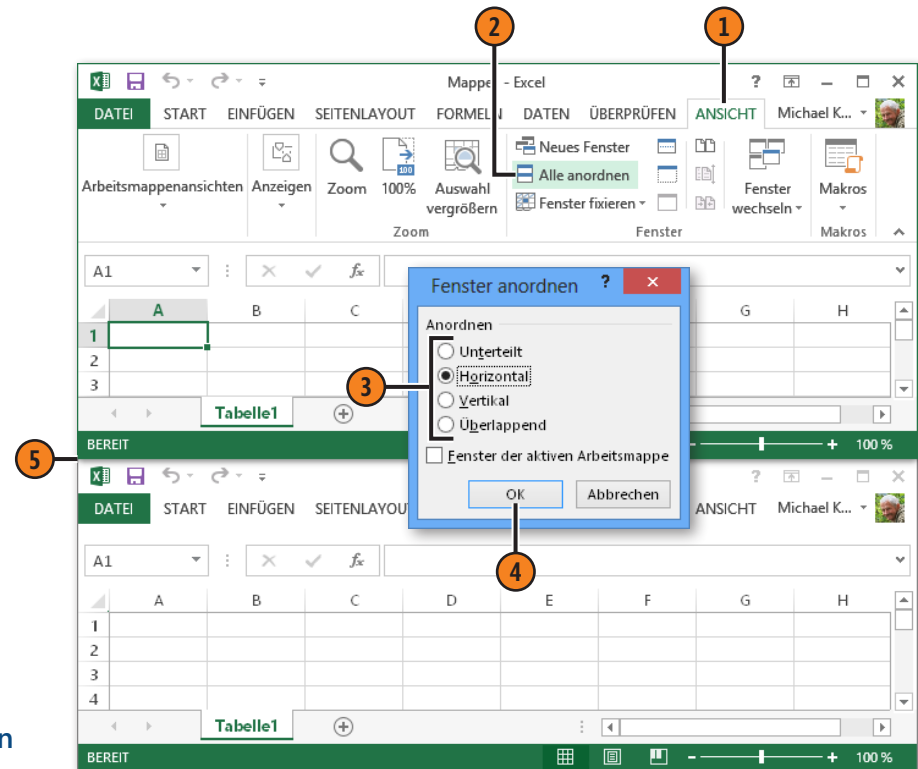 2
1
Mappe - Excel
?
DATEI START EINFÜGEN SEITENLAYOUT FORMELN DATEN ÜBERPRÜFEN ANSICHT Michael K...
Arbeitsmappenansichten
Anzeigen
Zoom
100
100%
Auswahl
vergrößern
Zoom
Neues Fenster
Alle anordnen
Fenster fixieren
Fenster
wechseln
Fenster
Makros
Makros
A1
fx
A B C G H
1
2
3
Tabelle1
BEREIT
100 %
Fenster anordnen ?
Anordnen
Unterteilt
Horizontal
Vertikal
Überlappend
Fenster der aktiven Arbeitsmappe
OK Abbrechen
3
4
5
?
DATEI START EINFÜGEN ANSICHT Michael K...
A1
fx
A B C D E F G H
1
2
3
4
Tabelle1
BEREIT
100 %
n